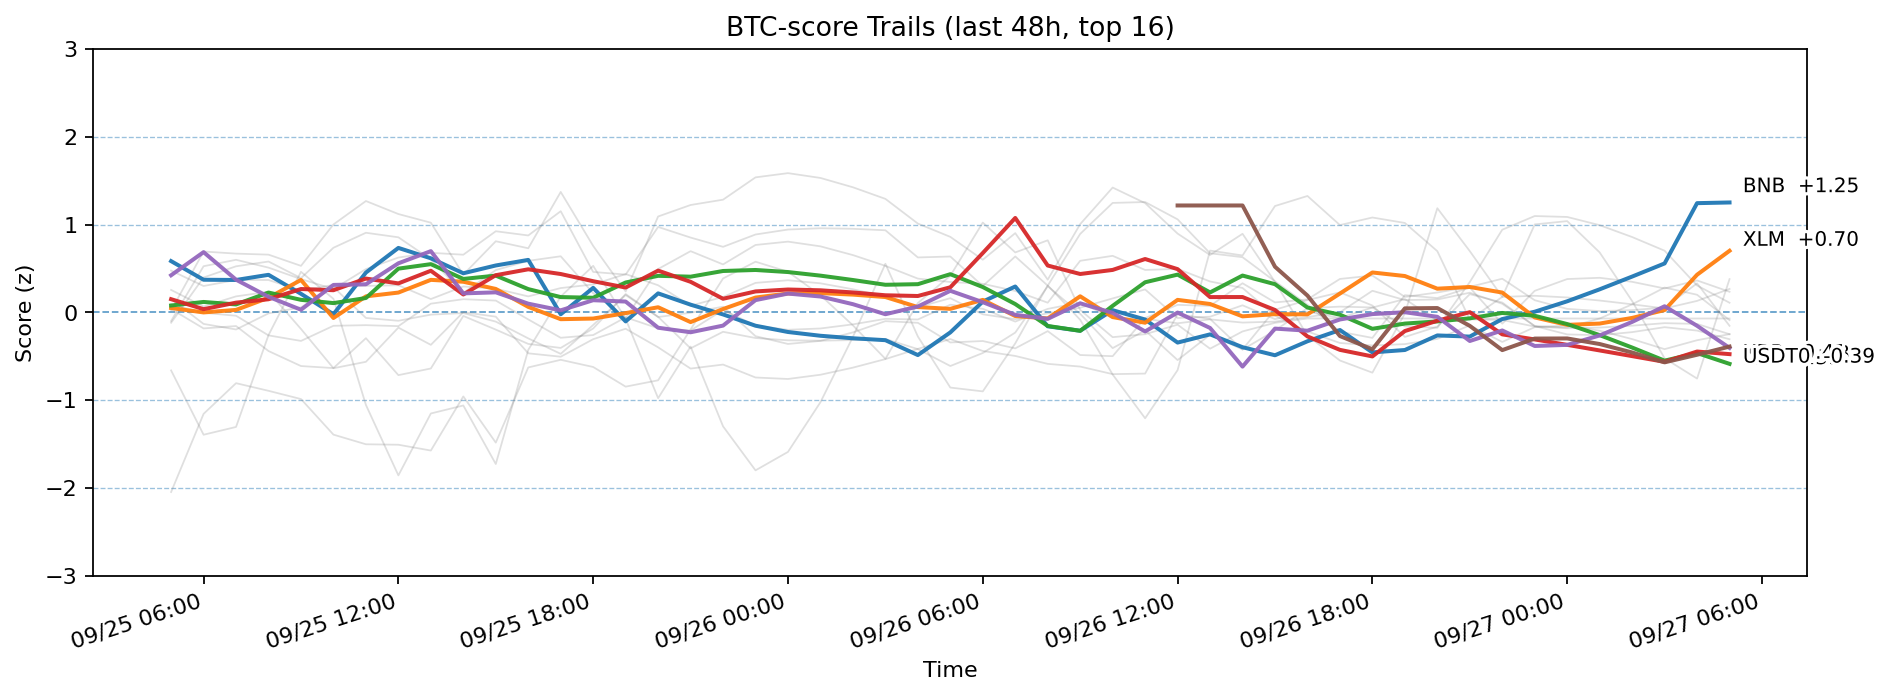 BTC-score Trails (last 48h, top 16)
Score (z)
3
2
1
0
−1
−2
−3
BNB +1.25
XLM +0.70
USDT0
09/25 06:00
09/25 12:00
09/25 18:00
09/26 00:00
09/26 06:00
09/26 12:00
09/26 18:00
09/27 00:00
09/27 06:00
Time